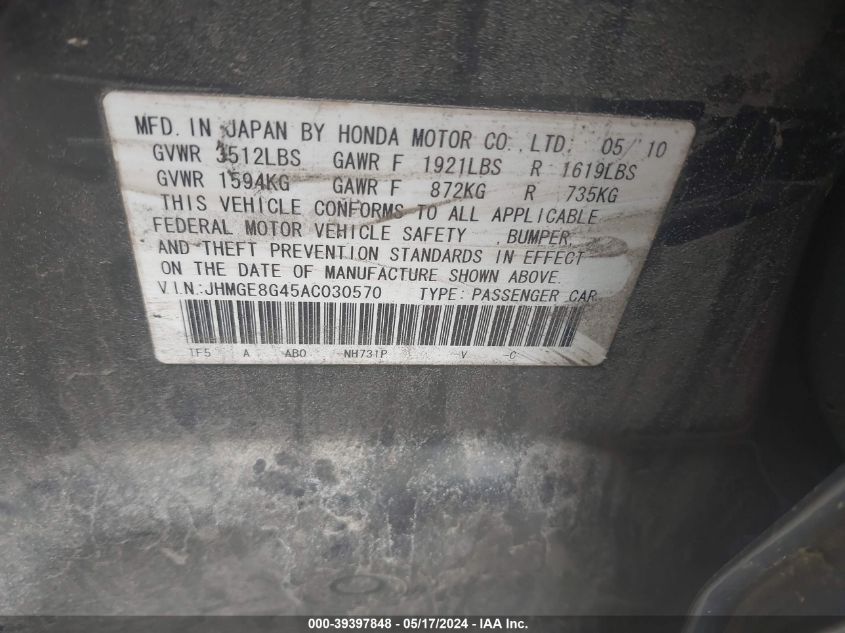 MFD. IN JAPAN BY HONDA MOTOR CO., LTD. 05/10
GVWR 3512LBS GAWR F 1921LBS R 1619LBS
GVWR 1594KG GAWR F 872KG R 735KG
THIS VEHICLE CONFORMS TO ALL APPLICABLE
FEDERAL MOTOR VEHICLE SAFETY , BUMPER,
AND THEFT PREVENTION STANDARDS IN EFFECT
ON THE DATE OF MANUFACTURE SHOWN ABOVE.
V.I.N.:JHMGE8G45AC030570 TYPE: PASSENGER CAR
TF5 A AB0 NH731P -V -C
000-39397848 - 05/17/2024 - IAA Inc.